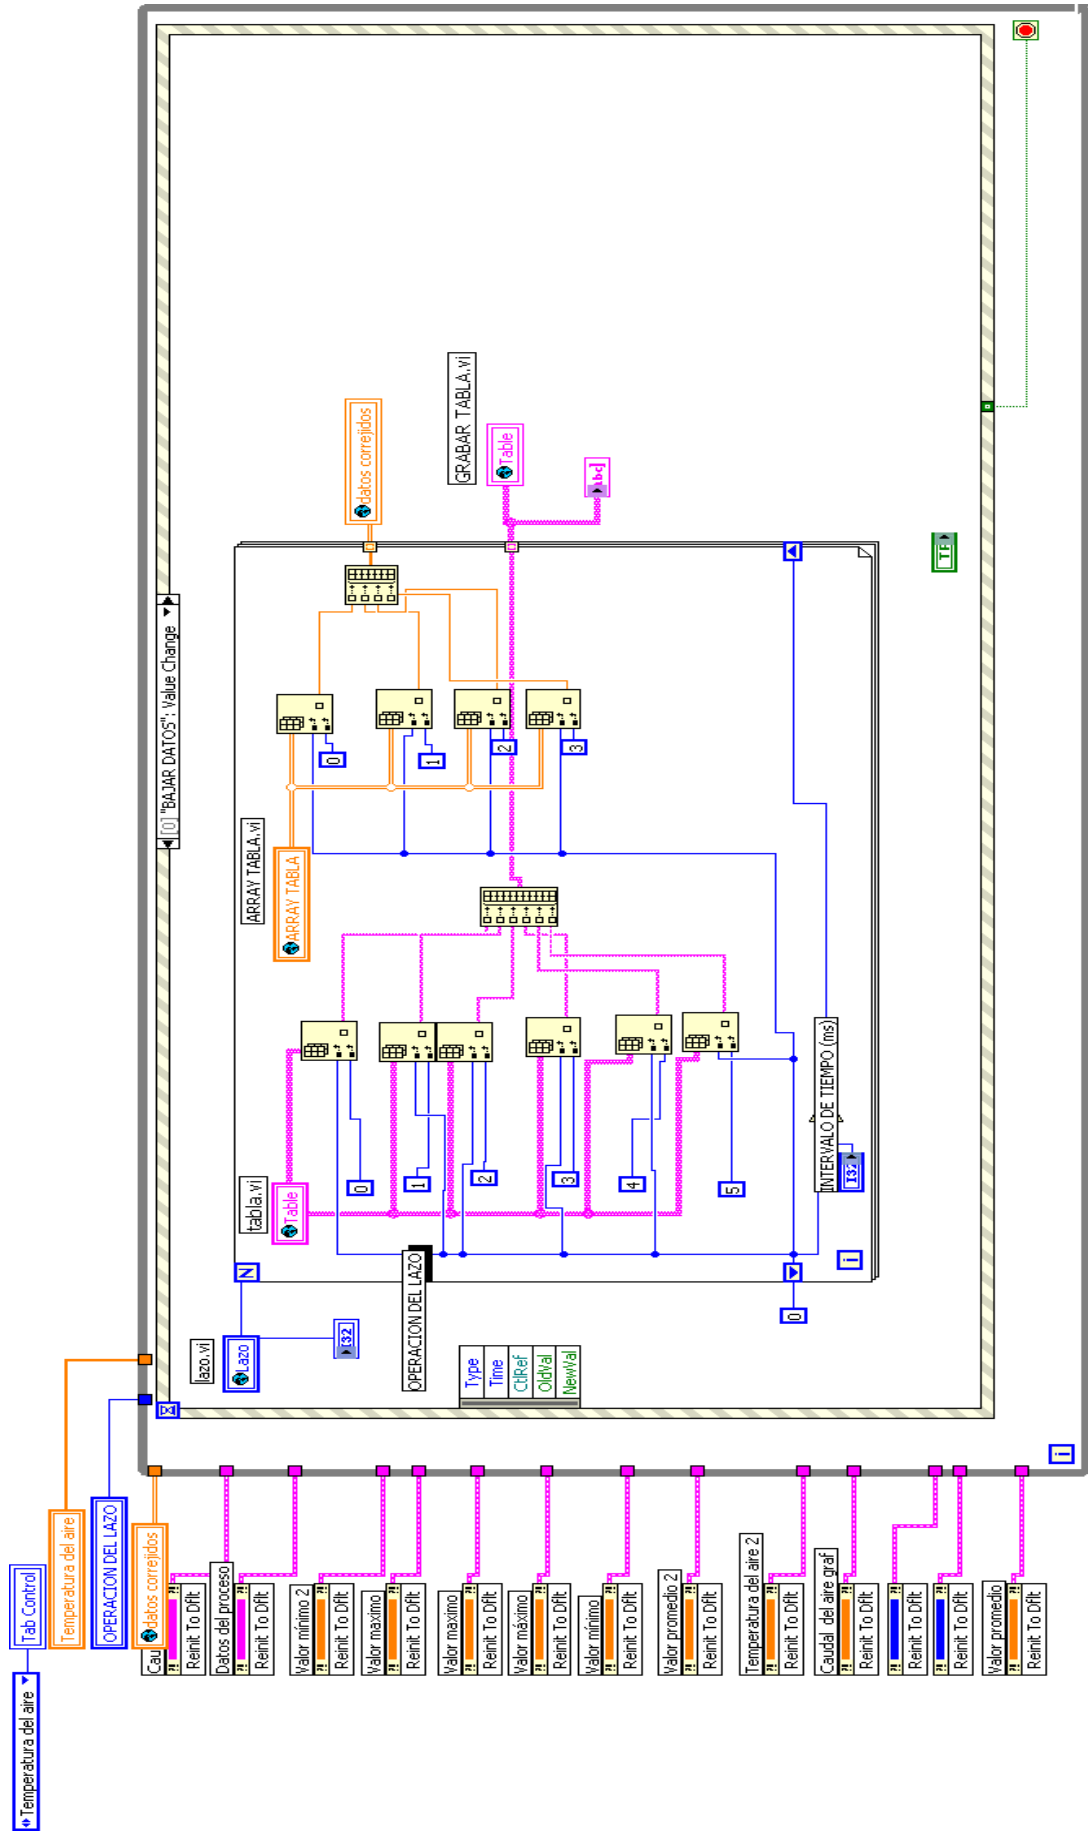 Temperatura del aire
Tab Control
Temperatura del aire
OPERACION DEL LAZO
datos correjidos
Cau
Reinit To Dflt
Datos del proceso
Reinit To Dflt
Valor mínimo 2
Reinit To Dflt
Valor maximo
Reinit To Dflt
Valor maximo
Reinit To Dflt
Valor máximo
Reinit To Dflt
Valor mínimo
Reinit To Dflt
Valor promedio 2
Reinit To Dflt
Temperatura del aire 2
Reinit To Dflt
Caudal del aire graf
Reinit To Dflt
Reinit To Dflt
Reinit To Dflt
Valor promedio
Reinit To Dflt
[0] "BAJAR DATOS": Value Change
lazo.vi
Lazo
I32
N
OPERACION DEL LAZO
Type
Time
CtlRef
OldVal
NewVal
tabla.vi
Table
0
1
2
3
4
5
ARRAY TABLA.vi
ARRAY TABLA
0
1
2
3
datos correjidos
GRABAR TABLA.vi
Table
abc
0
INTERVALO DE TIEMPO (ms)
I32
i
TF
i